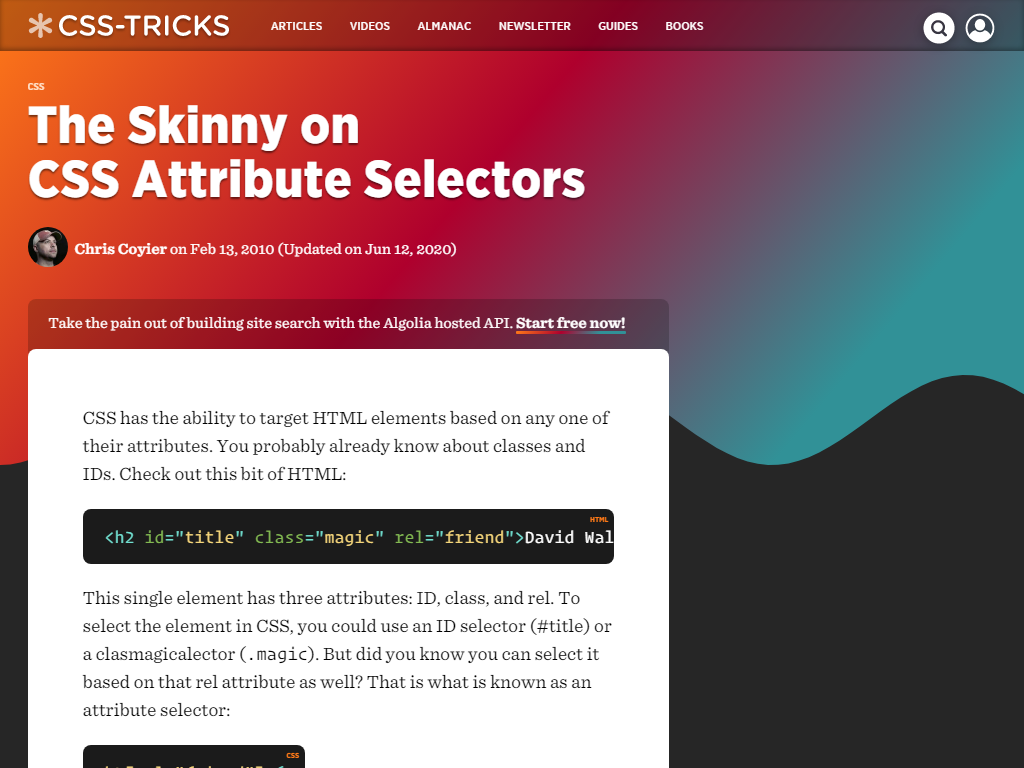 CSS-TRICKS ARTICLES VIDEOS ALMANAC NEWSLETTER GUIDES BOOKS
CSS
The Skinny on
CSS Attribute Selectors
Chris Coyier on Feb 13, 2010 (Updated on Jun 12, 2020)
Take the pain out of building site search with the Algolia hosted API. Start free now!
CSS has the ability to target HTML elements based on any one of
their attributes. You probably already know about classes and
IDs. Check out this bit of HTML:
HTML
<h2 id="title" class="magic" rel="friend">David Wal
This single element has three attributes: ID, class, and rel. To
select the element in CSS, you could use an ID selector (#title) or
a clasmagicalector (.magic). But did you know you can select it
based on that rel attribute as well? That is what is known as an
attribute selector:
CSS